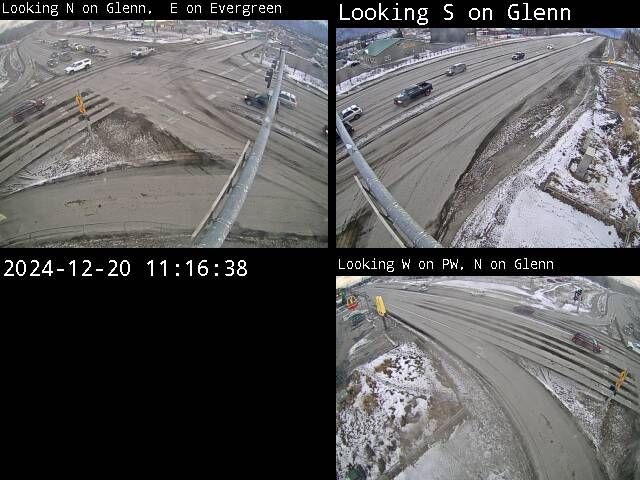 Looking N on Glenn,  E on Evergreen
Looking S on Glenn
2024-12-20 11:16:38
Looking W on PW, N on Glenn